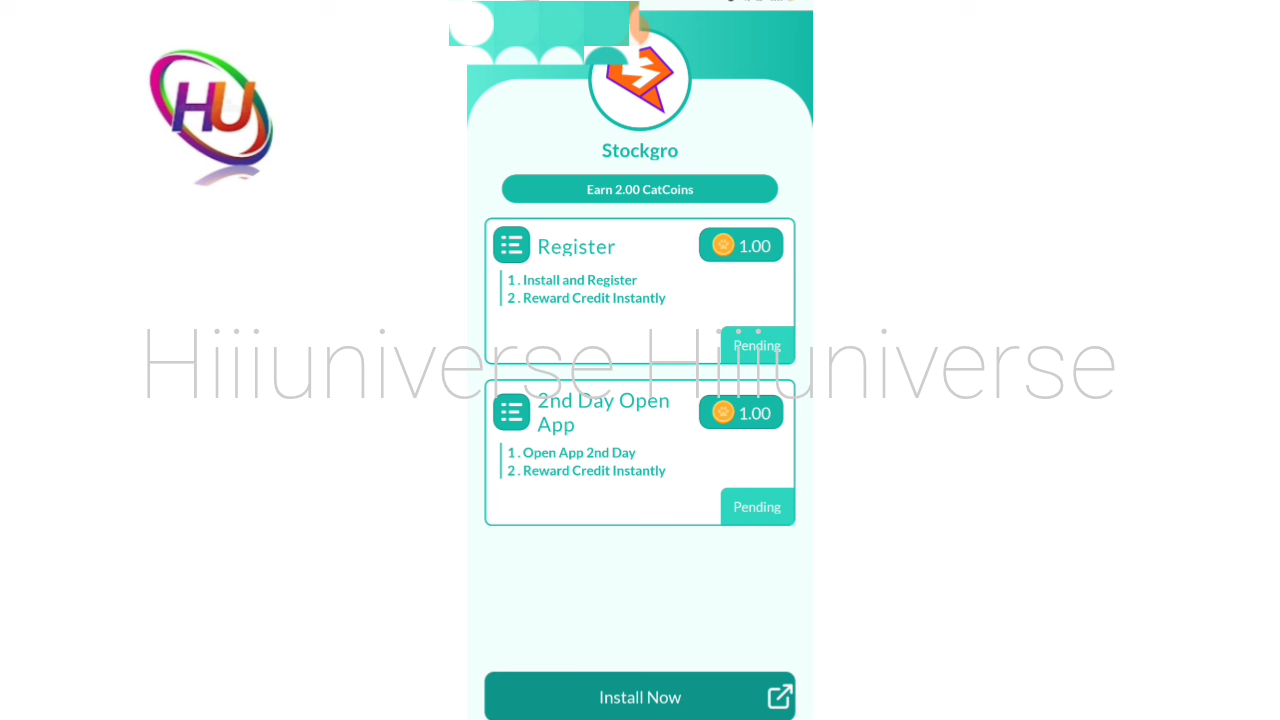 HU
Stockgro
Earn 2.00 CatCoins
Register
1.00
1 . Install and Register
2 . Reward Credit Instantly
Pending
Hiiiuniverse Hiiiuniverse
2nd Day Open
App
1.00
1 . Open App 2nd Day
2 . Reward Credit Instantly
Pending
Install Now